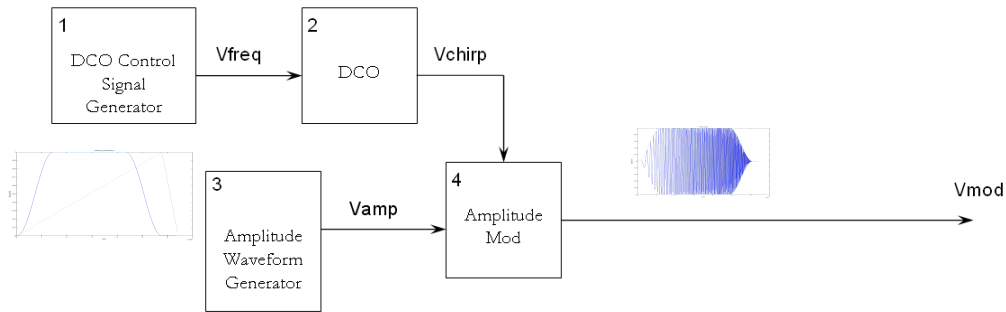 1
DCO Control
Signal
Generator
Vfreq
2
DCO
Vchirp
3
Amplitude
Waveform
Generator
Vamp
4
Amplitude
Mod
Vmod